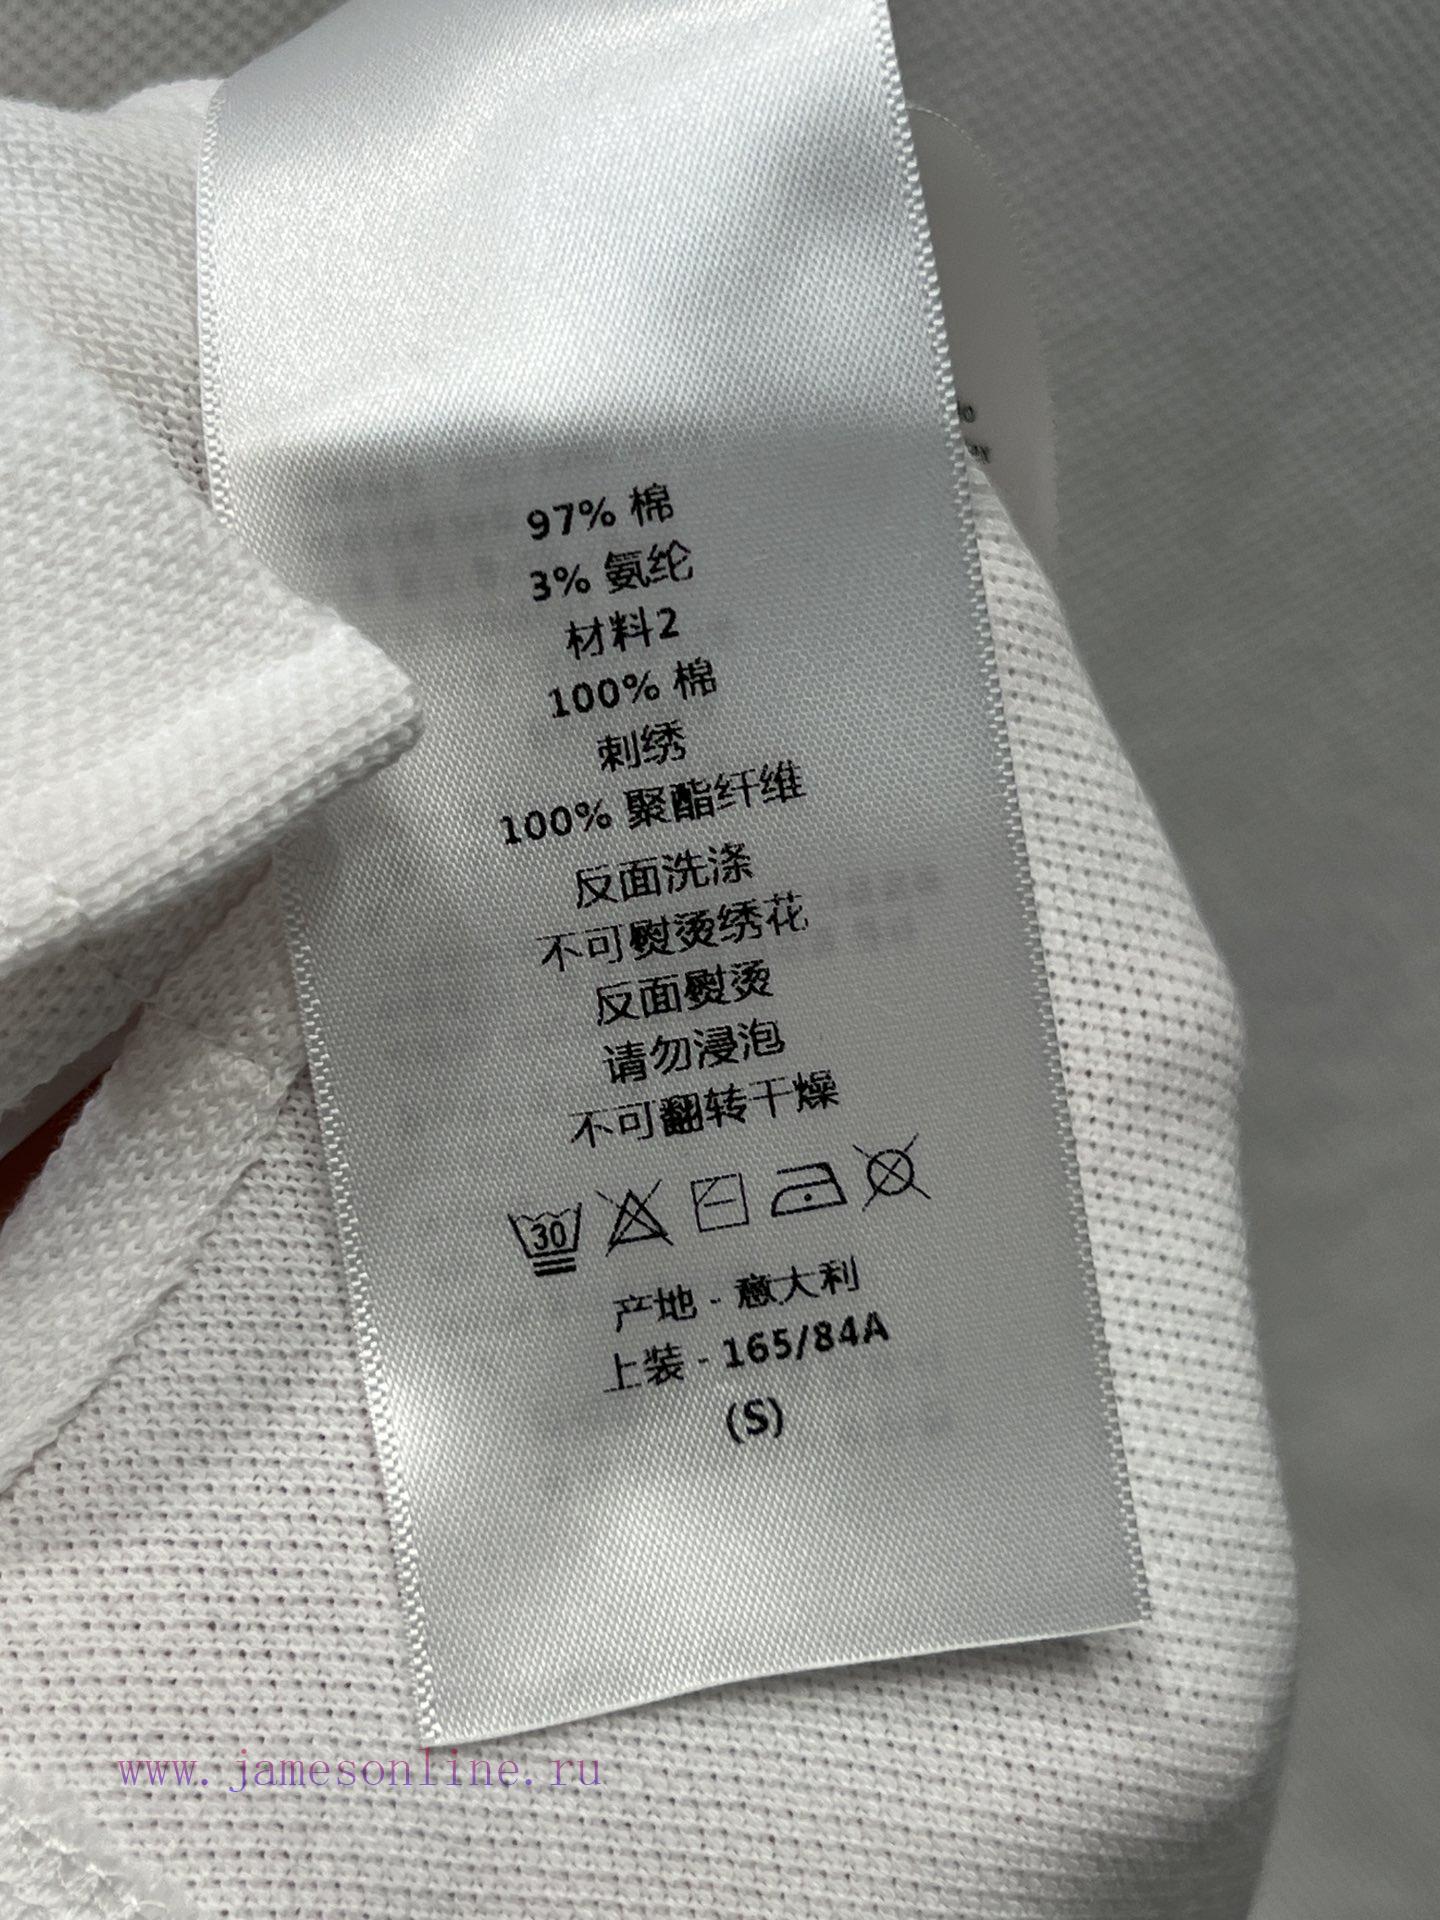 97% 棉
3% 氨纶
材料2
100% 棉
刺绣
100% 聚酯纤维
反面洗涤
不可熨烫绣花
反面熨烫
请勿浸泡
不可翻转干燥
30
产地 - 意大利
上装 - 165/84A
(S)
www.jamesonline.ru